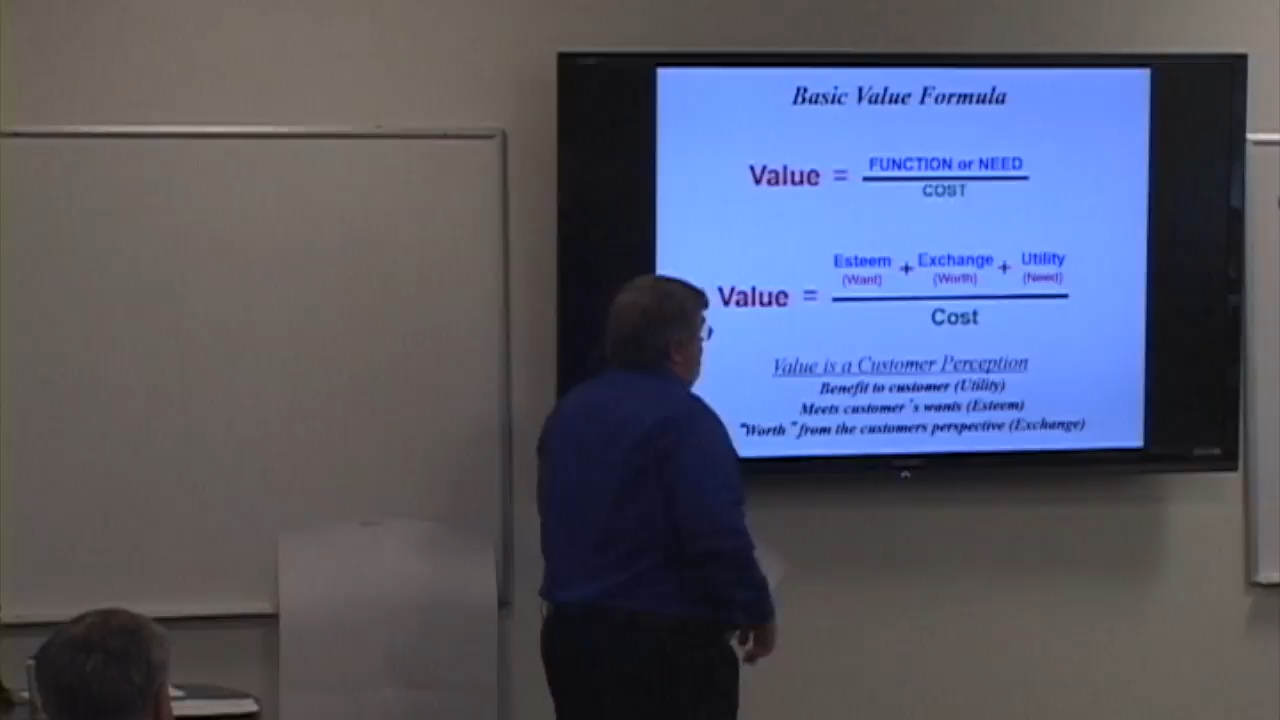 Basic Value Formula
Value = FUNCTION or NEED
COST
Esteem + Exchange + Utility
(Want) (Worth) (Need)
Value =
Cost
Value is a Customer Perception
Benefit to customer (Utility)
Meets customer's wants (Esteem)
"Worth" from the customers perspective (Exchange)